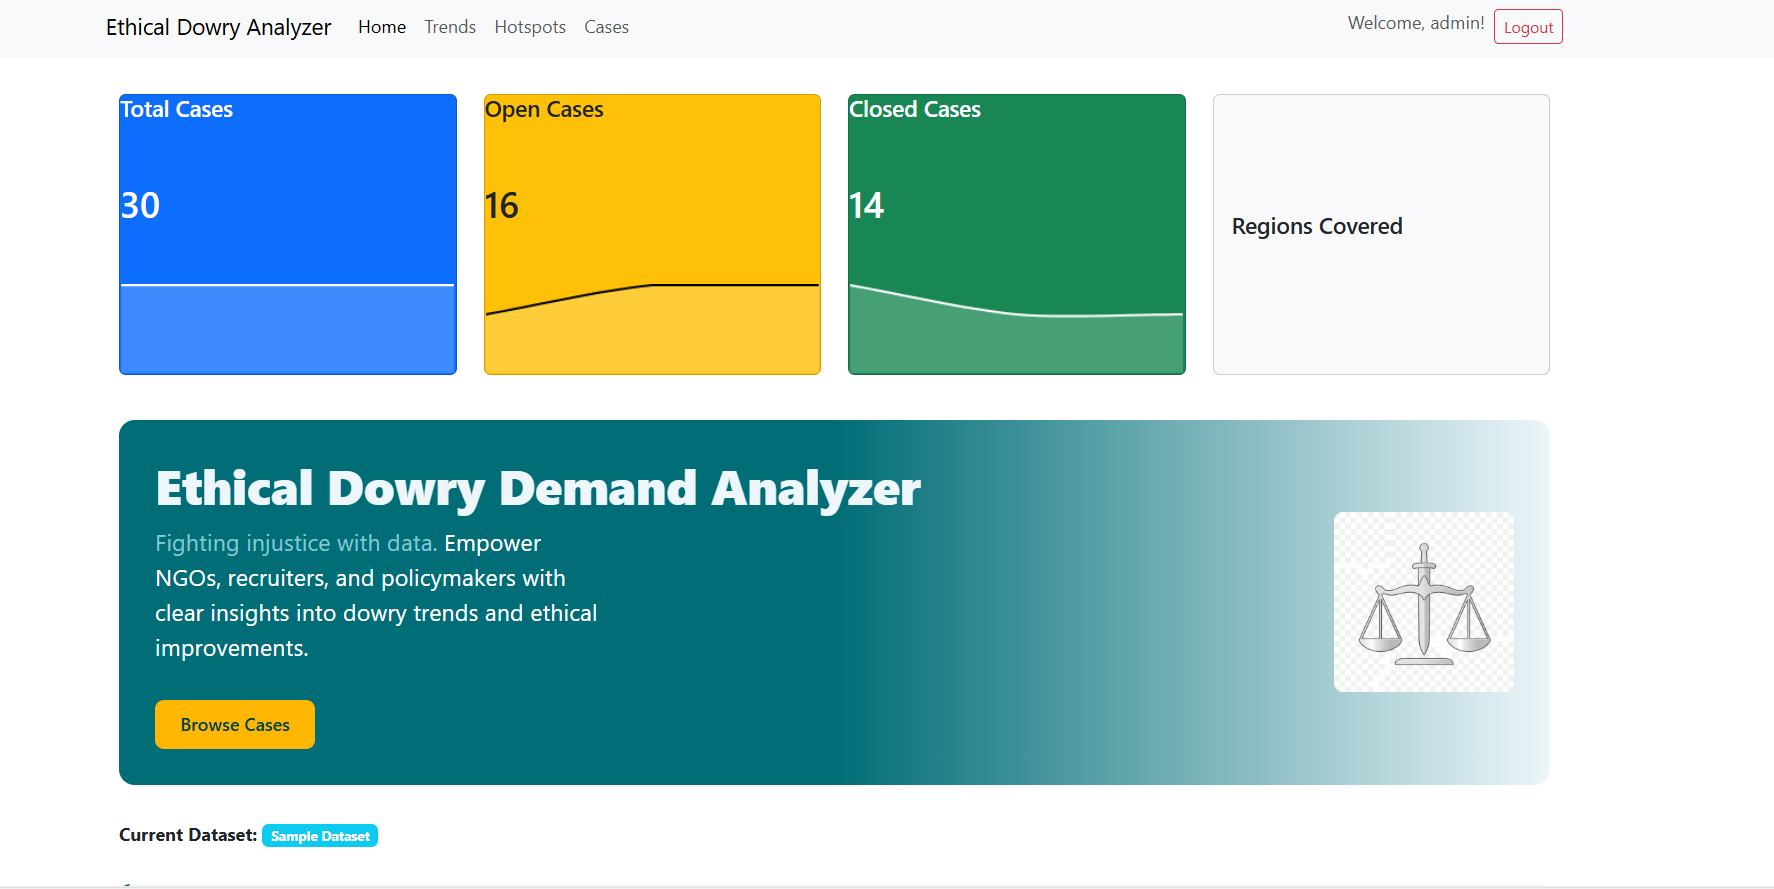 Ethical Dowry Analyzer Home Trends Hotspots Cases Welcome, admin! Logout
Total Cases
30
Open Cases
16
Closed Cases
14
Regions Covered
Ethical Dowry Demand Analyzer
Fighting injustice with data. Empower
NGOs, recruiters, and policymakers with
clear insights into dowry trends and ethical
improvements.
Browse Cases
Current Dataset: Sample Dataset